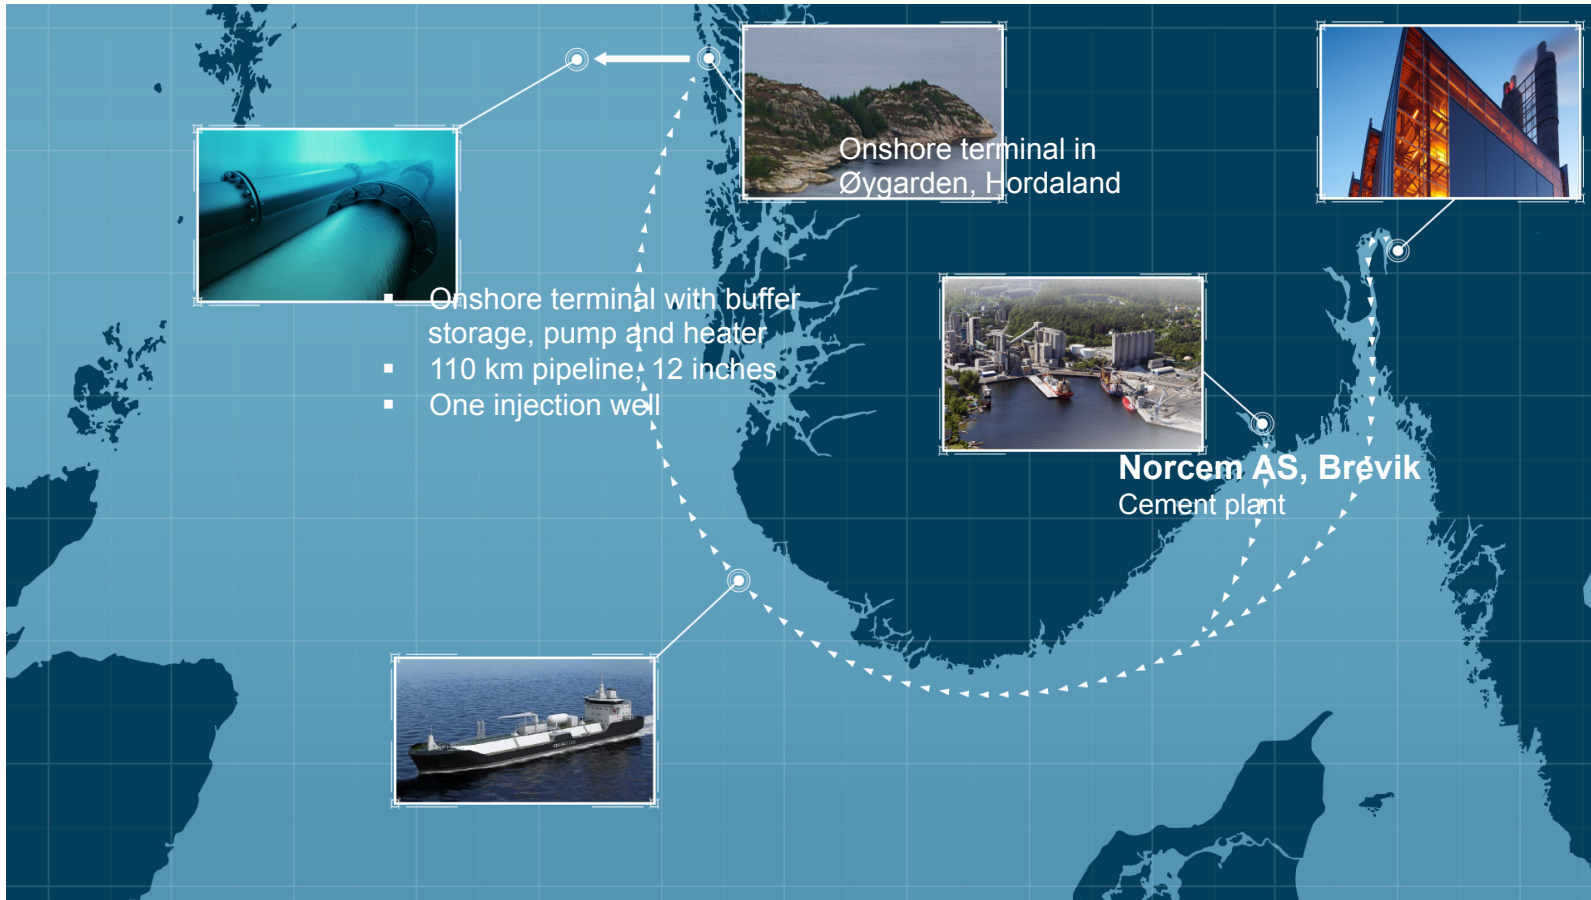 Onshore terminal in
Øygarden, Hordaland
▪ Onshore terminal with buffer
storage, pump and heater
▪ 110 km pipeline, 12 inches
▪ One injection well
Norcem AS, Brevik
Cement plant